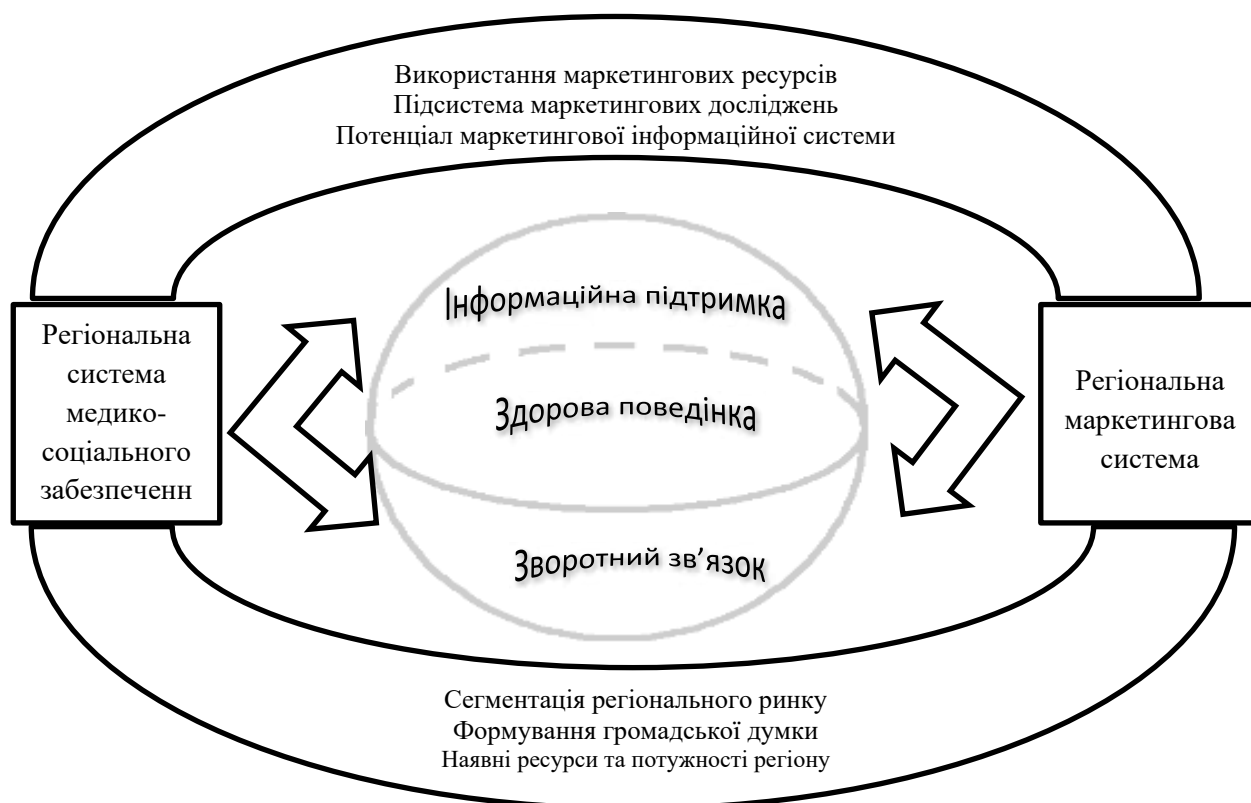 Використання маркетингових ресурсів
Підсистема маркетингових досліджень
Потенціал маркетингової інформаційної системи
Інформаційна підтримка
Здорова поведінка
Зворотний зв’язок
Регіональна
система
медико-
соціального
забезпеченн
Регіональна
маркетингова
система
Сегментація регіонального ринку
Формування громадської думки
Наявні ресурси та потужності регіону